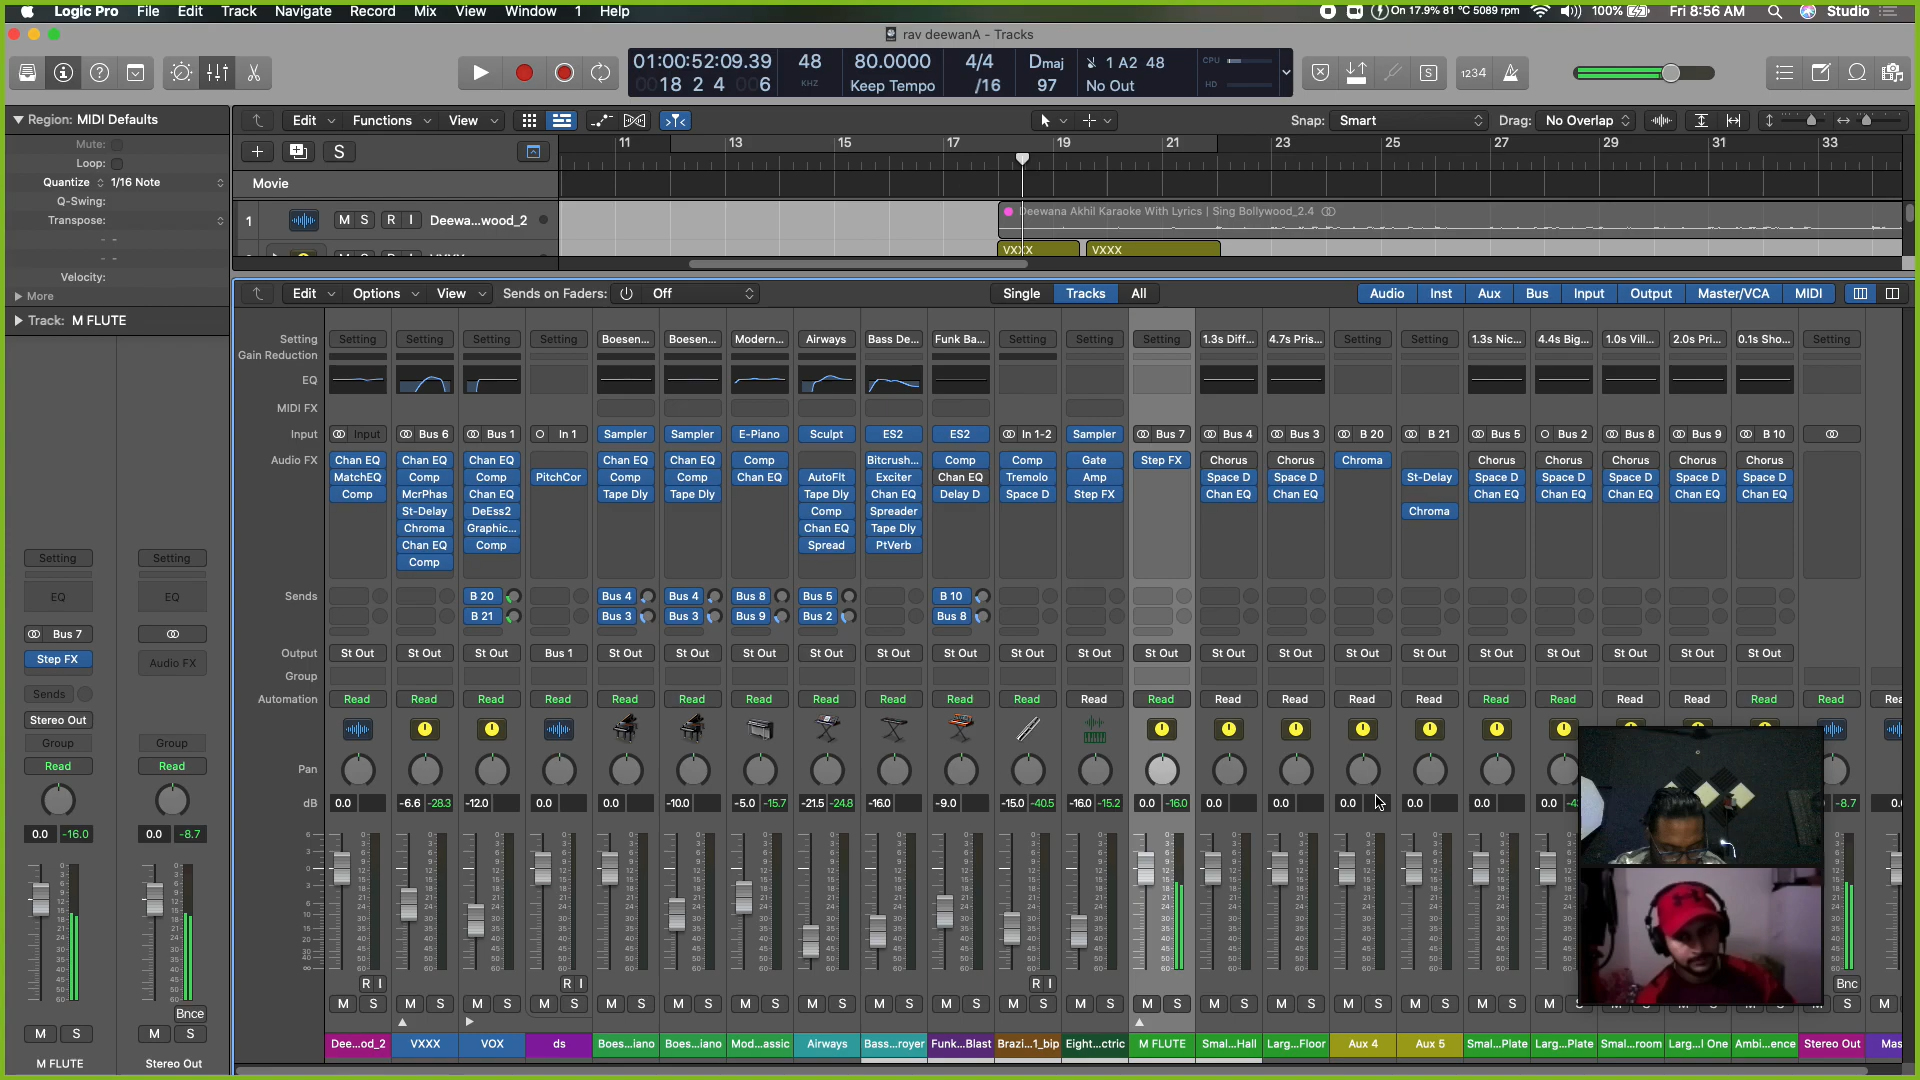 Logic Pro File Edit Track Navigate Record Mix View Window 1 Help
On 17.9% 81 °C 5089 rpm 100% Fri 8:56 AM Studio
rav deewanA - Tracks
01:00:52:09.39 48 80.0000 4/4 Dmaj 1 A2 48 CPU
0018 2 4 006 KHZ Keep Tempo /16 97 No Out HD
1234
Region: MIDI Defaults
Mute:
Loop:
Quantize 1/16 Note
Q-Swing:
Transpose:
Velocity:
More
Track: M FLUTE
Edit Functions View Snap: Smart Drag: No Overlap
S 11 13 15 17 19 21 23 25 27 29 31 33
Movie
1 M S R I Deewa...wood_2 Deewana Akhil Karaoke With Lyrics | Sing Bollywood_2.4
VXXX VXXX
Edit Options View Sends on Faders: Off Single Tracks All Audio Inst Aux Bus Input Output Master/VCA MIDI
Setting Setting Setting Setting Setting Boesen... Boesen... Modern... Airways Bass De... Funk Ba... Setting Setting Setting 1.3s Diff... 4.7s Pris... Setting Setting 1.3s Nic... 4.4s Big... 1.0s Vill... 2.0s Pri... 0.1s Sho... Setting
Gain Reduction
EQ
MIDI FX
Input Input Bus 6 Bus 1 In 1 Sampler Sampler E-Piano Sculpt ES2 ES2 In 1-2 Sampler Bus 7 Bus 4 Bus 3 B 20 B 21 Bus 5 Bus 2 Bus 8 Bus 9 B 10
Audio FX Chan EQ Chan EQ Chan EQ Chan EQ Chan EQ Comp Bitcrush... Comp Comp Gate Step FX Chorus Chorus Chroma Chorus Chorus Chorus Chorus Chorus
MatchEQ Comp Comp PitchCor Comp Comp Chan EQ AutoFlt Exciter Chan EQ Tremolo Amp Space D Space D St-Delay Space D Space D Space D Space D Space D
Comp McrPhas Chan EQ Tape Dly Tape Dly Tape Dly Chan EQ Delay D Space D Step FX Chan EQ Chan EQ Chan EQ Chan EQ Chan EQ Chan EQ Chan EQ
St-Delay DeEss2 Comp Spreader Chroma
Chroma Graphic... Chan EQ Tape Dly
Chan EQ Comp Spread PtVerb
Comp
Sends B 20 Bus 4 Bus 4 Bus 8 Bus 5 B 10
B 21 Bus 3 Bus 3 Bus 9 Bus 2 Bus 8
Output St Out St Out St Out Bus 1 St Out St Out St Out St Out St Out St Out St Out St Out St Out St Out St Out St Out St Out St Out St Out St Out St Out St Out
Group
Automation Read Read Read Read Read Read Read Read Read Read Read Read Read Read Read Read Read Read Read Read Read Read Read Rea
Pan
dB 0.0 -6.6 -28.3 -12.0 0.0 0.0 -10.0 -5.0 -15.7 -21.5 -24.8 -16.0 -9.0 -15.0 -40.5 -16.0 -15.2 0.0 -16.0 0.0 0.0 0.0 0.0 0.0 0.0 -8.7 0.
R I R I R I Bnc
M S M S M S M S M S M S M S M S M S M S M S M S M S M S M S M S M S M S M S M S M S M S S M
Dee...od_2 VXXX VOX ds Boes...iano Boes...iano Mod...assic Airways Bass...royer Funk...Blast Brazi...1_bip Eight...ctric M FLUTE Smal...Hall Larg...Floor Aux 4 Aux 5 Smal...Plate Larg...Plate Smal...room Larg...l One Ambi...ence Stereo Out Mas
Setting Setting
EQ EQ
Bus 7
Step FX Audio FX
Sends
Stereo Out
Group Group
Read Read
0.0 -16.0 0.0 -8.7
Bnce
M S M S
M FLUTE Stereo Out